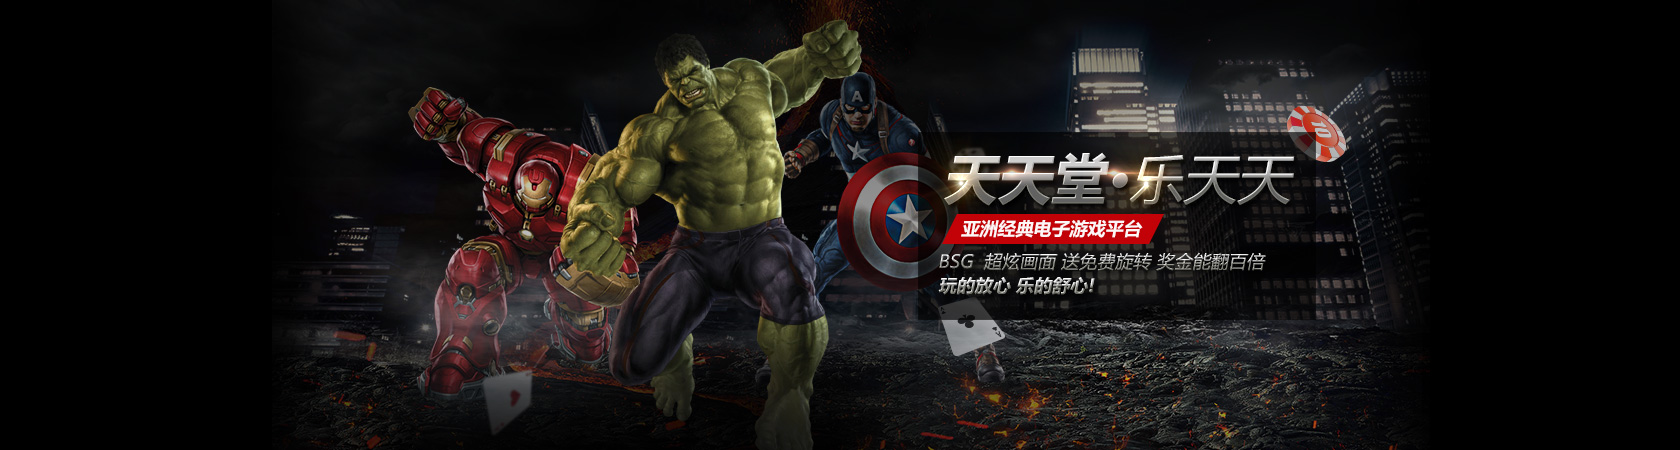 天天堂·乐天天
亚洲经典电子游戏平台
BSG 超炫画面 送免费旋转 奖金能翻百倍
玩的放心 乐的舒心!
10
A
A